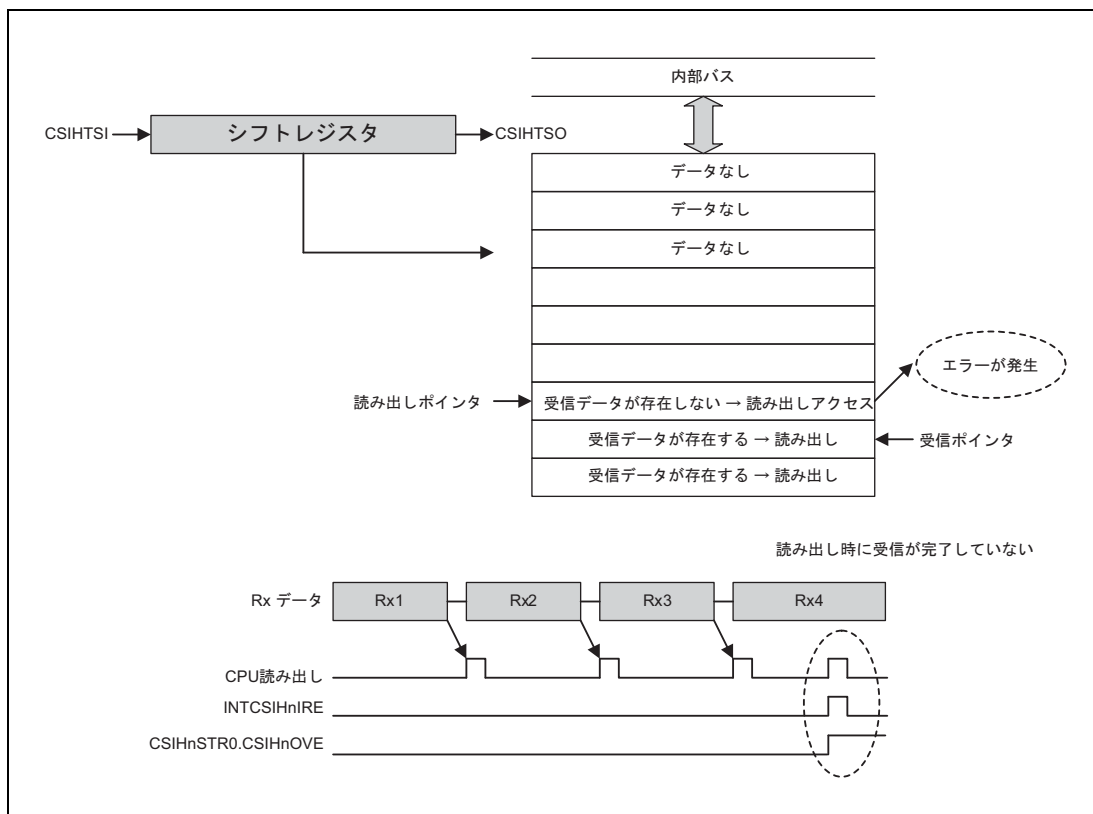 内部バス
CSIHTSI
シフトレジスタ
CSIHTSO
データなし
データなし
データなし
エラーが発生
読み出しポインタ
受信データが存在しない → 読み出しアクセス
受信データが存在する → 読み出し
受信ポインタ
受信データが存在する → 読み出し
読み出し時に受信が完了していない
Rx データ
Rx1
Rx2
Rx3
Rx4
CPU読み出し
INTCSIHnIRE
CSIHnSTR0.CSIHnOVE